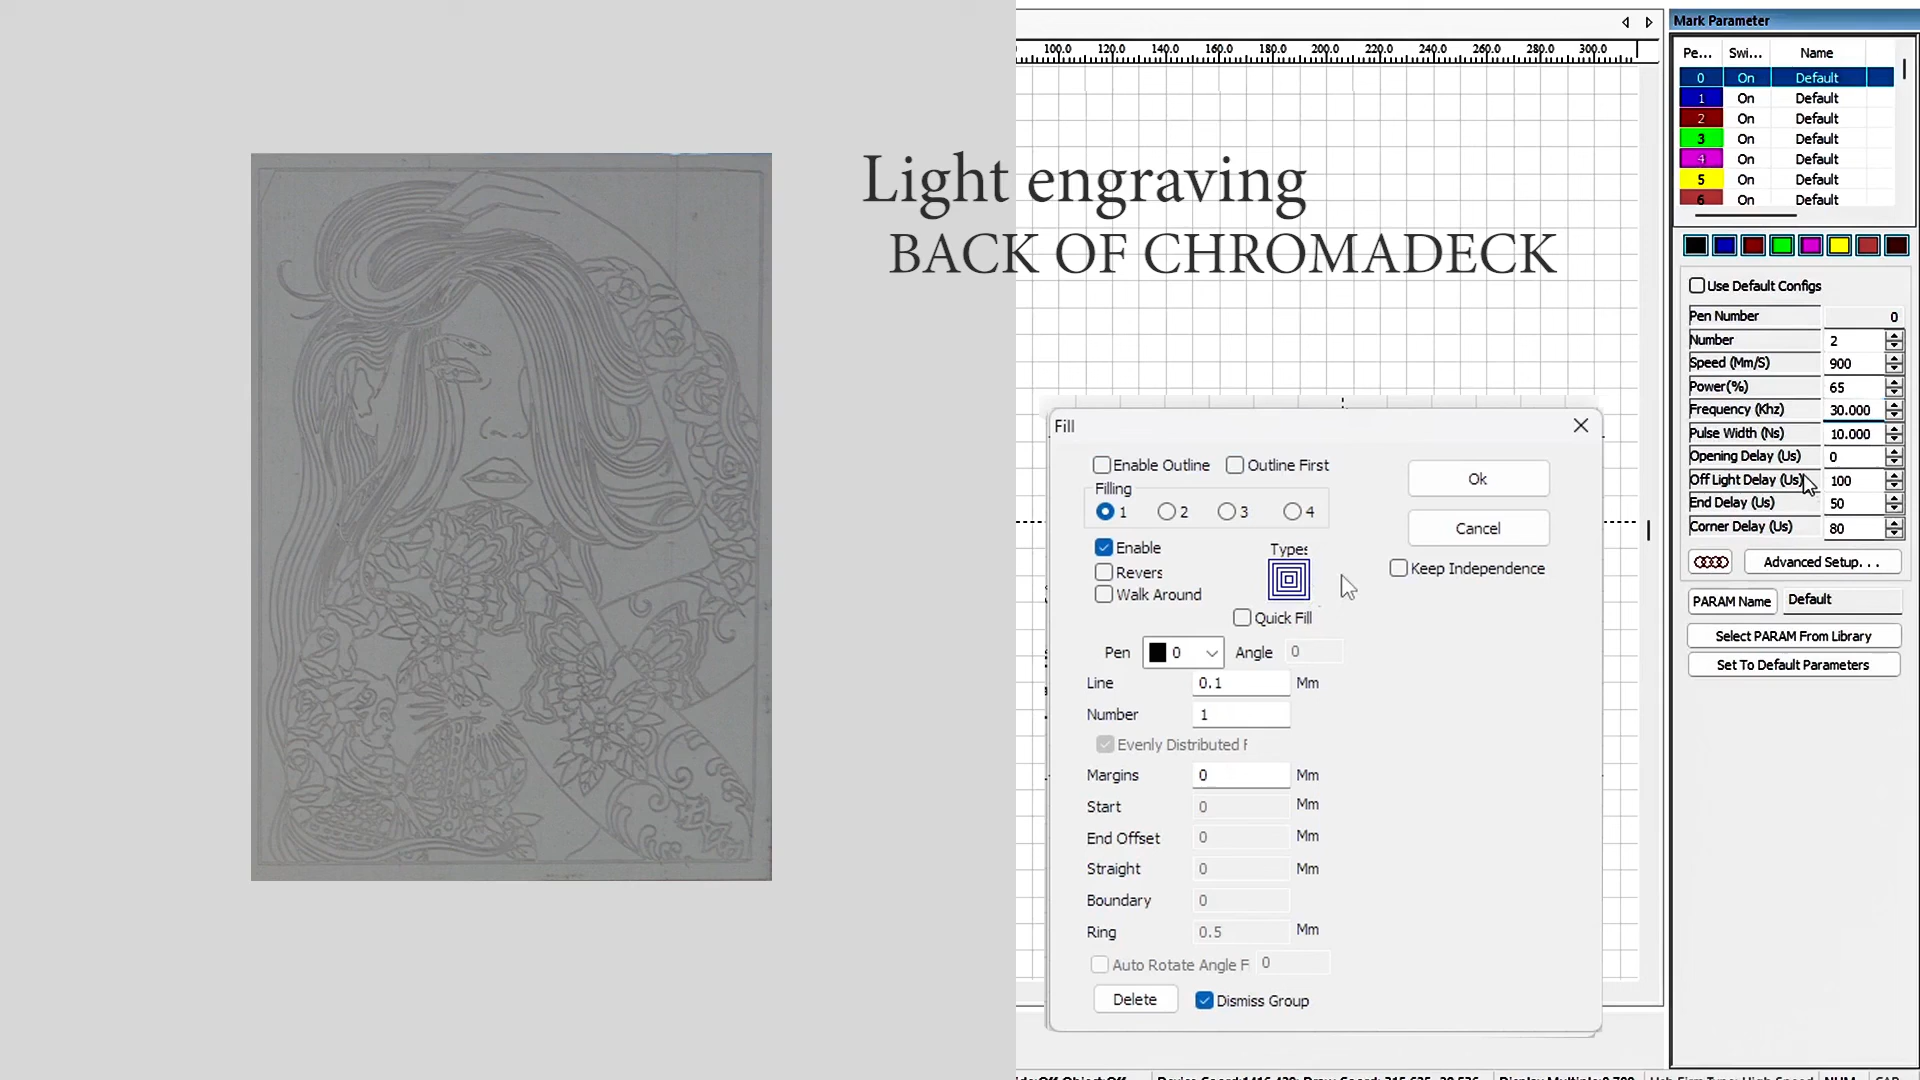 Light engraving
BACK OF CHROMADECK
100.0 120.0 140.0 160.0 180.0 200.0 220.0 240.0 260.0 280.0 300.0
Fill
Enable Outline Outline First
Filling
1 2 3 4
Ok
Cancel
Enable
Revers
Walk Around
Types
Keep Independence
Quick Fill
Pen 0 Angle 0
Line 0.1 Mm
Number 1
Evenly Distributed F
Margins 0 Mm
Start 0 Mm
End Offset 0 Mm
Straight 0 Mm
Boundary 0
Ring 0.5 Mm
Auto Rotate Angle F 0
Delete Dismiss Group
Mark Parameter
Pe... Swi... Name
0 On Default
1 On Default
2 On Default
3 On Default
4 On Default
5 On Default
6 On Default
Use Default Configs
Pen Number 0
Number 2
Speed (Mm/S) 900
Power(%) 65
Frequency (Khz) 30.000
Pulse Width (Ns) 10.000
Opening Delay (Us) 0
Off Light Delay (Us) 100
End Delay (Us) 50
Corner Delay (Us) 80
Advanced Setup. . .
PARAM Name Default
Select PARAM From Library
Set To Default Parameters